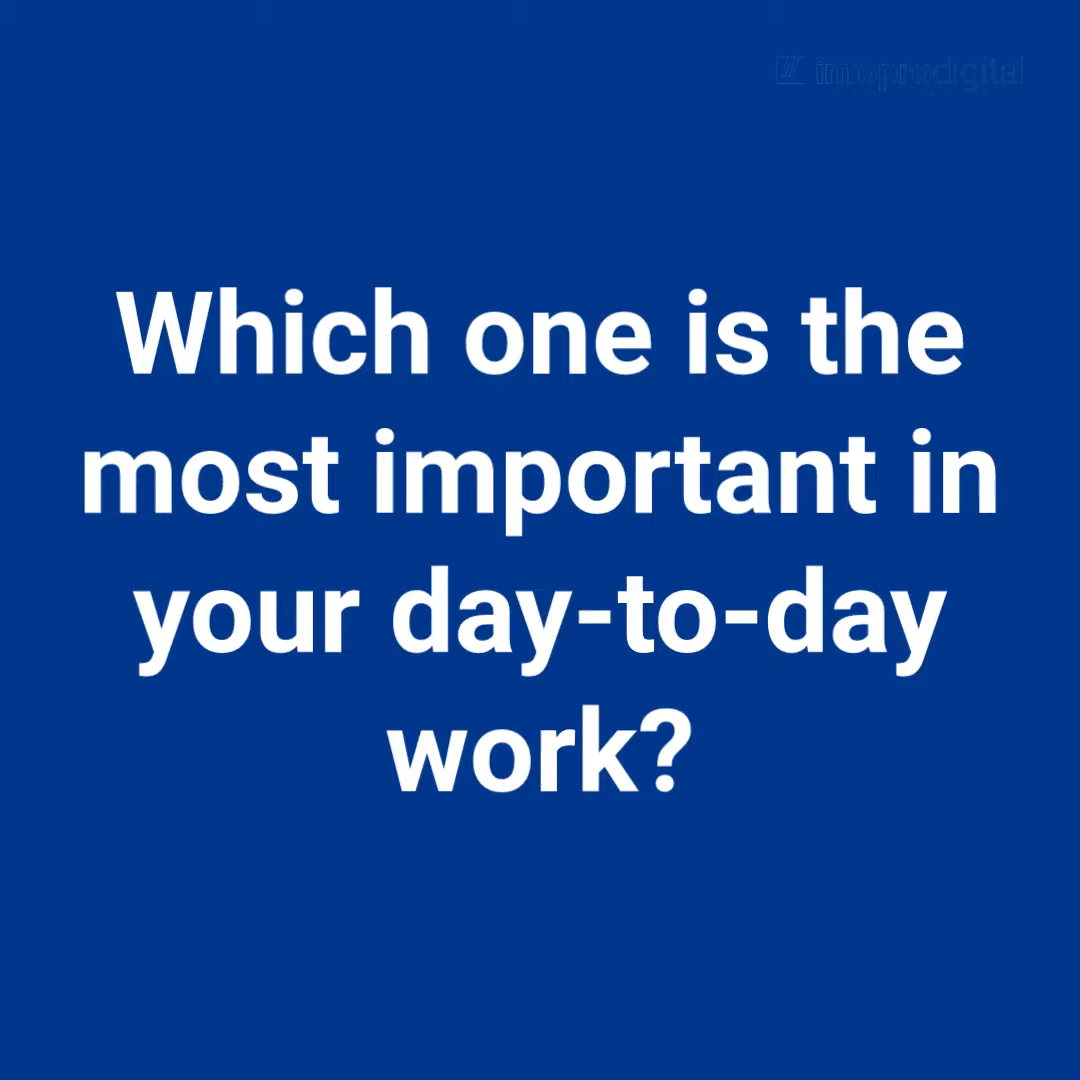 Which one is the
most important in
your day-to-day
work?